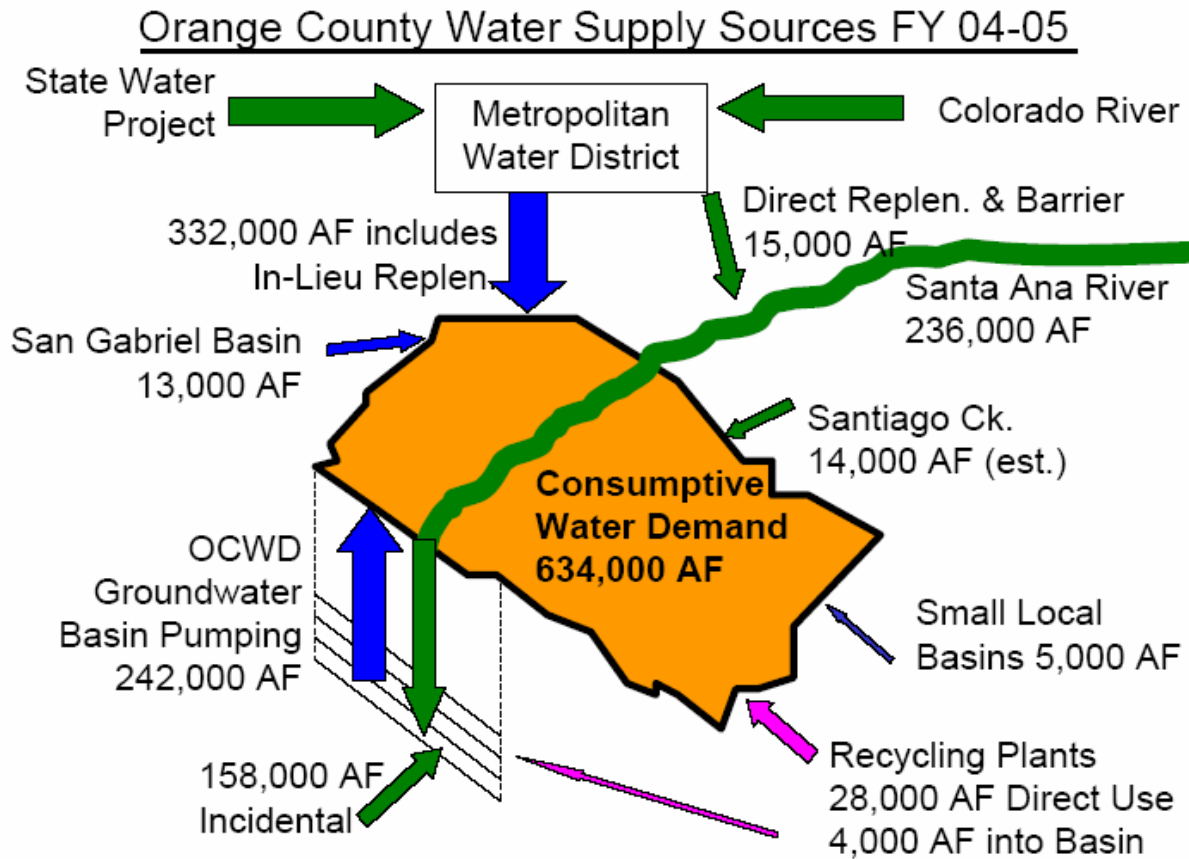 Orange County Water Supply Sources FY 04-05
State Water
Project
Metropolitan
Water District
Colorado River
332,000 AF includes
In-Lieu Replen.
Direct Replen. & Barrier
15,000 AF
Santa Ana River
236,000 AF
San Gabriel Basin
13,000 AF
Santiago Ck.
14,000 AF (est.)
Consumptive
Water Demand
634,000 AF
OCWD
Groundwater
Basin Pumping
242,000 AF
Small Local
Basins 5,000 AF
158,000 AF
Incidental
Recycling Plants
28,000 AF Direct Use
4,000 AF into Basin